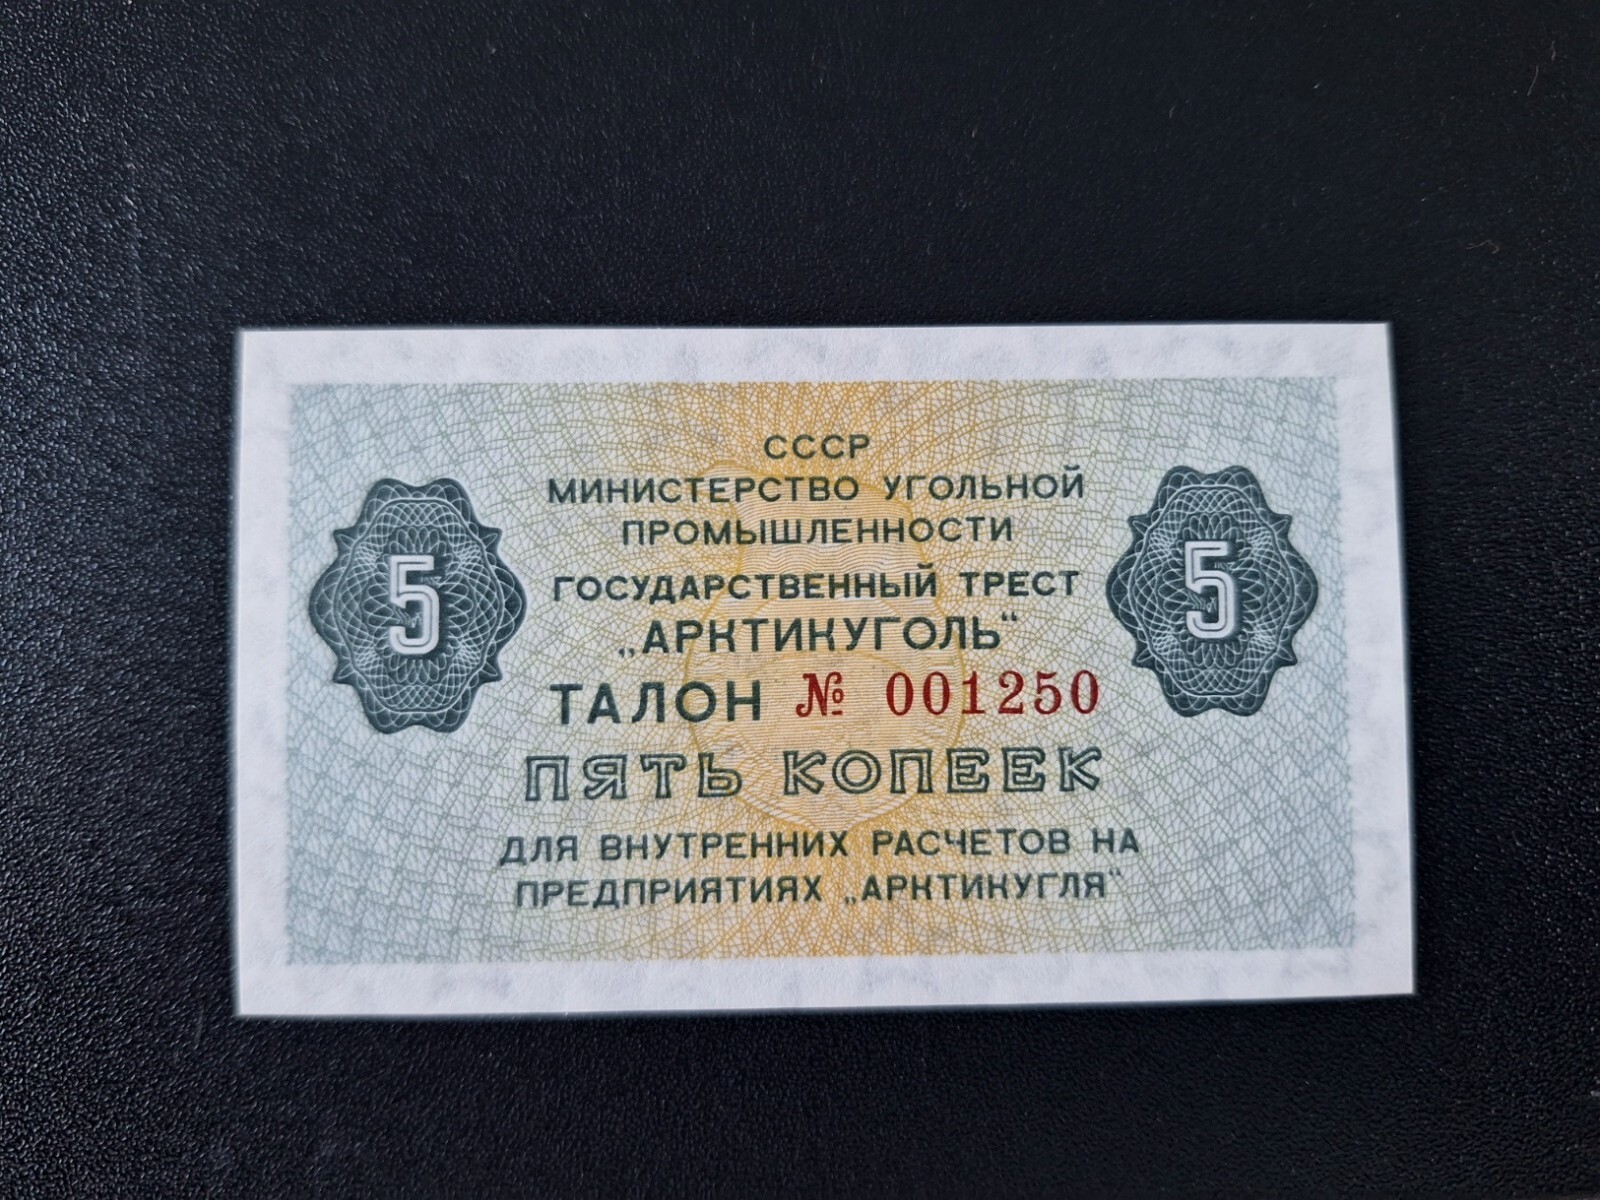 СССР
МИНИСТЕРСТВО УГОЛЬНОЙ
ПРОМЫШЛЕННОСТИ
ГОСУДАРСТВЕННЫЙ ТРЕСТ
„АРКТИКУГОЛЬ“
5
5
ТАЛОН № 001250
ПЯТЬ КОПЕЕК
ДЛЯ ВНУТРЕННИХ РАСЧЕТОВ НА
ПРЕДПРИЯТИЯХ „АРКТИКУГЛЯ“